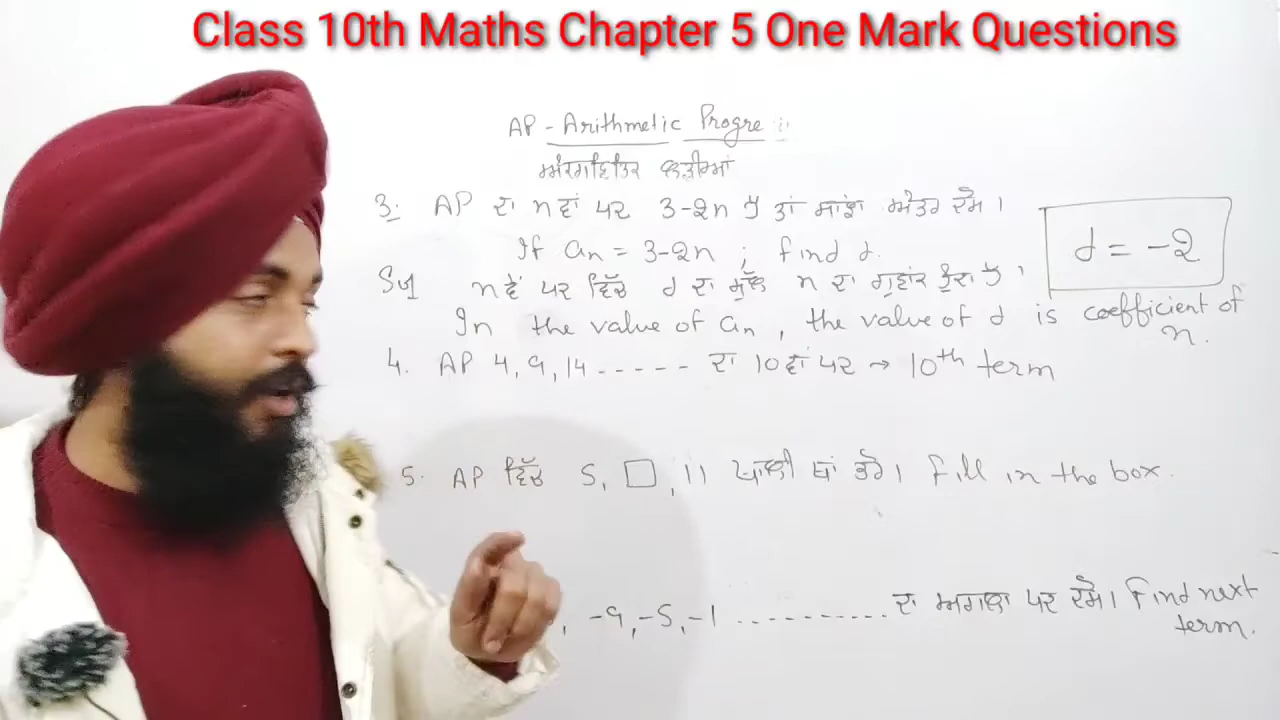 Class 10th Maths Chapter 5 One Mark Questions
AP - Arithmetic Progre
ਅੰਕਗਣਿਤਕ ਲੜੀਆਂ
3. AP ਦਾ n ਵਾਂ ਪਦ 3-2n ਹੈ ਤਾਂ ਸਾਂਝਾ ਅੰਤਰ ਦੱਸੋ।
If an = 3-2n ; find d.
d = -2
Sol n ਵੇਂ ਪਦ ਵਿੱਚ d ਦਾ ਮੁੱਲ n ਦਾ ਗੁਣਾਂਕ ਹੁੰਦਾ ਹੈ।
In the value of an, the value of d is coefficient of
n.
4. AP 4, 9, 14 ----- ਦਾ 10 ਵਾਂ ਪਦ → 10th term
5. AP ਵਿੱਚ 5, □, 11 ਖਾਲੀ ਥਾਂ ਭਰੋ। Fill in the box.
, -9, -5, -1 .......... ਦਾ ਅਗਲਾ ਪਦ ਦੱਸੋ। Find next
term.